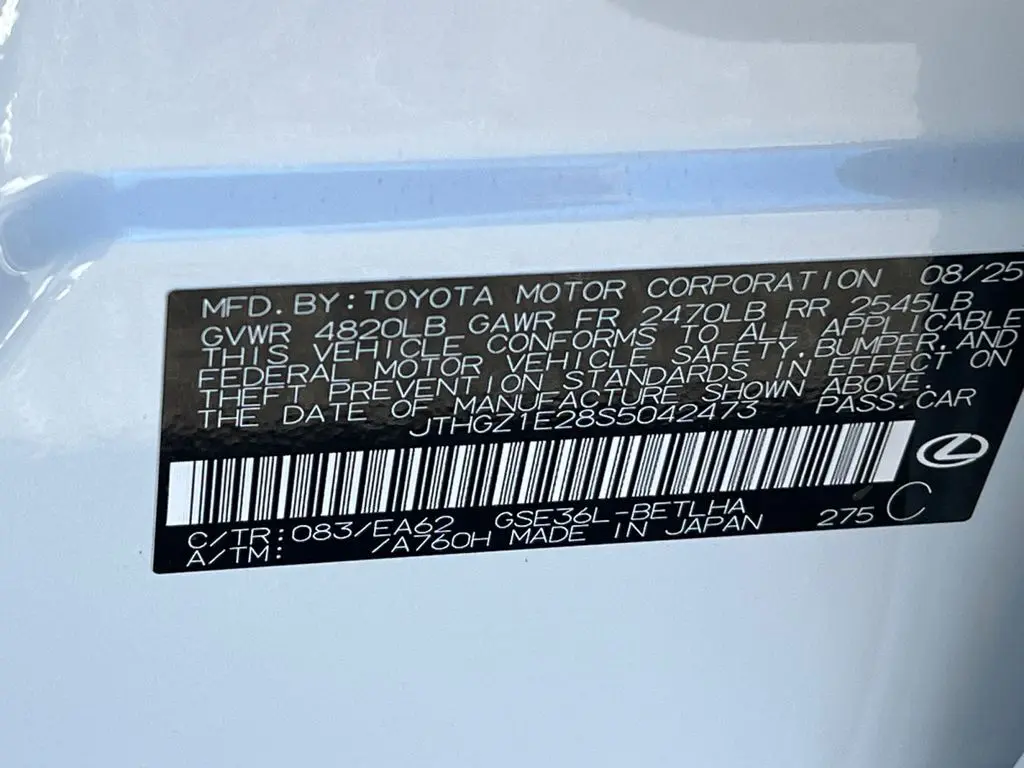 MFD. BY: TOYOTA MOTOR CORPORATION 08/25
GVWR 4820LB GAWR FR 2470LB RR 2545LB
THIS VEHICLE CONFORMS TO ALL APPLICABLE
FEDERAL MOTOR VEHICLE SAFETY, BUMPER, AND
THEFT PREVENTION STANDARDS IN EFFECT ON
THE DATE OF MANUFACTURE SHOWN ABOVE.
JTHGZ1E28S5042473 PASS. CAR
C/TR: 083/EA62 GSE36L-BETLHA
A/TM: /A760H MADE IN JAPAN 275 C